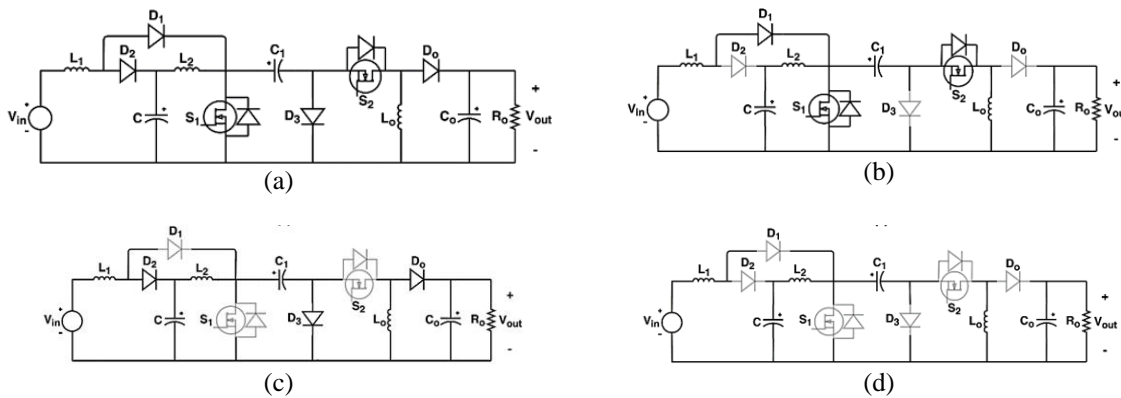 D1
D2
L1
L2
C1
Do
S2
Vin
+
-
C
+
S1
D3
Lo
Co
+
Ro
+
Vout
-
(a)
D1
L1
D2
L2
C1
Do
S2
Vin
+
-
C
+
S1
D3
Lo
Co
+
Ro
+
Vout
-
(b)
D1
L1
D2
L2
C1
Do
S2
Vin
+
-
C
+
S1
D3
Lo
Co
+
Ro
+
Vout
-
(c)
D1
L1
D2
L2
C1
Do
S2
Vin
+
-
C
+
S1
D3
Lo
Co
+
Ro
+
Vout
-
(d)